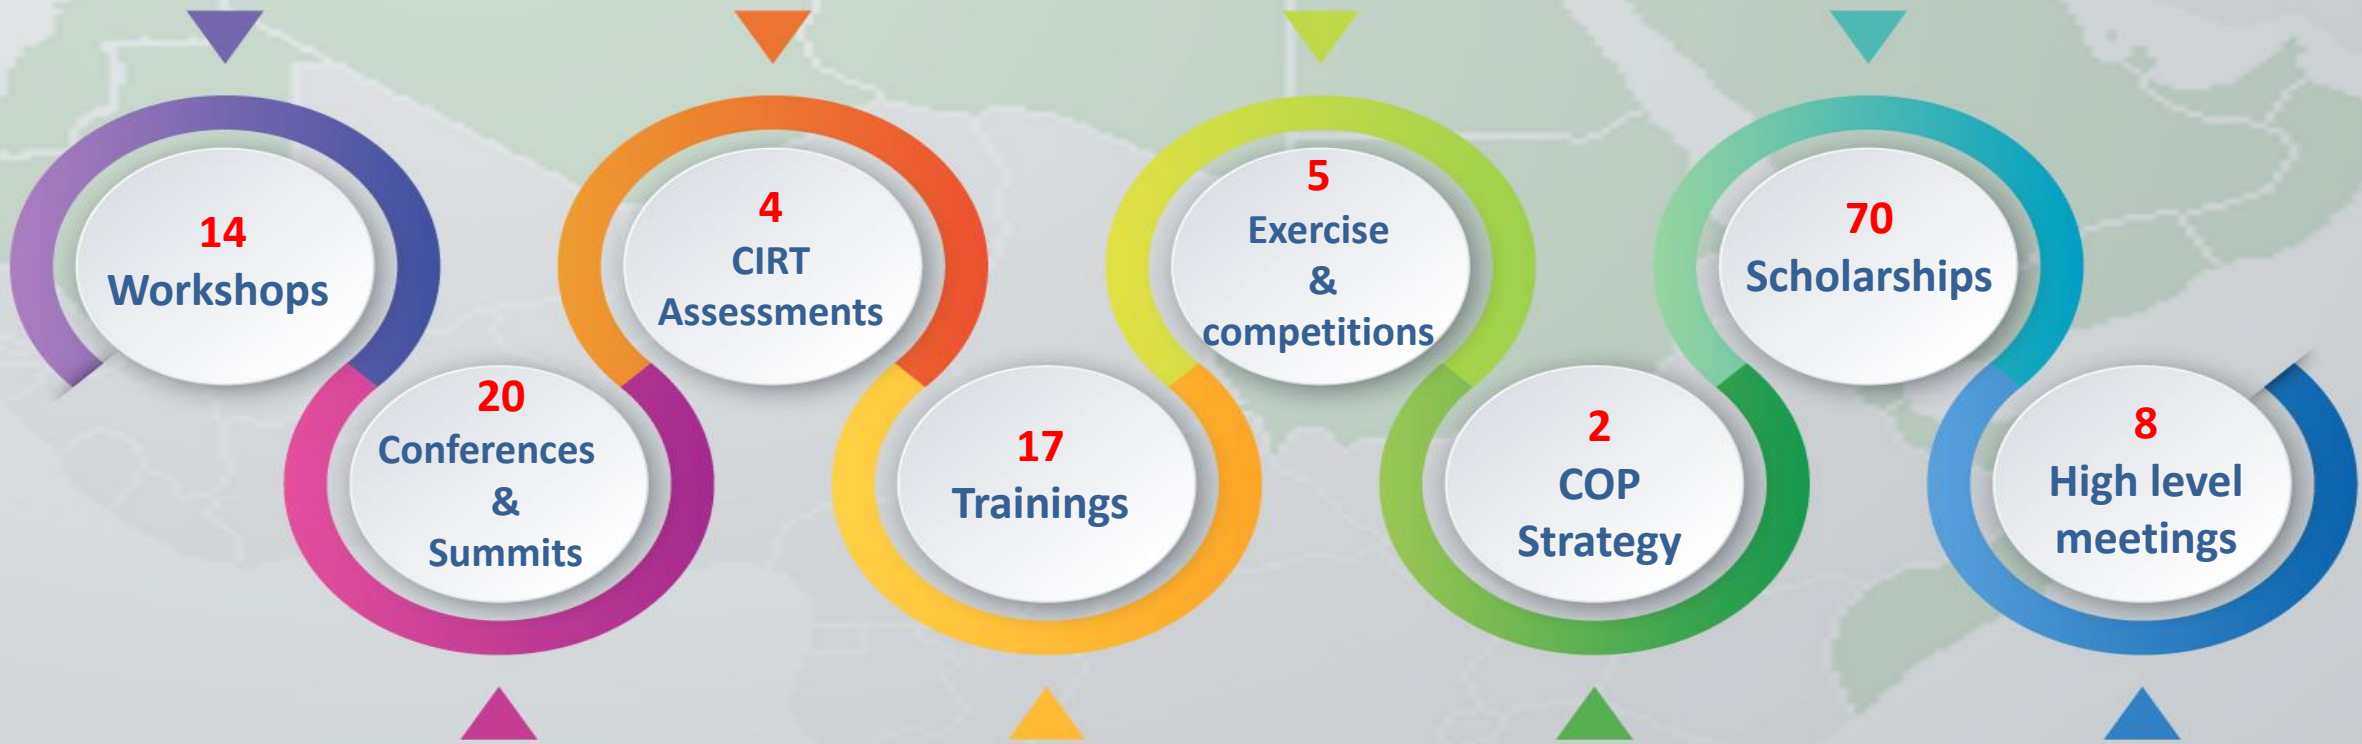 14
Workshops
20
Conferences
&
Summits
4
CIRT
Assessments
17
Trainings
5
Exercise
&
competitions
2
COP
Strategy
70
Scholarships
8
High level
meetings